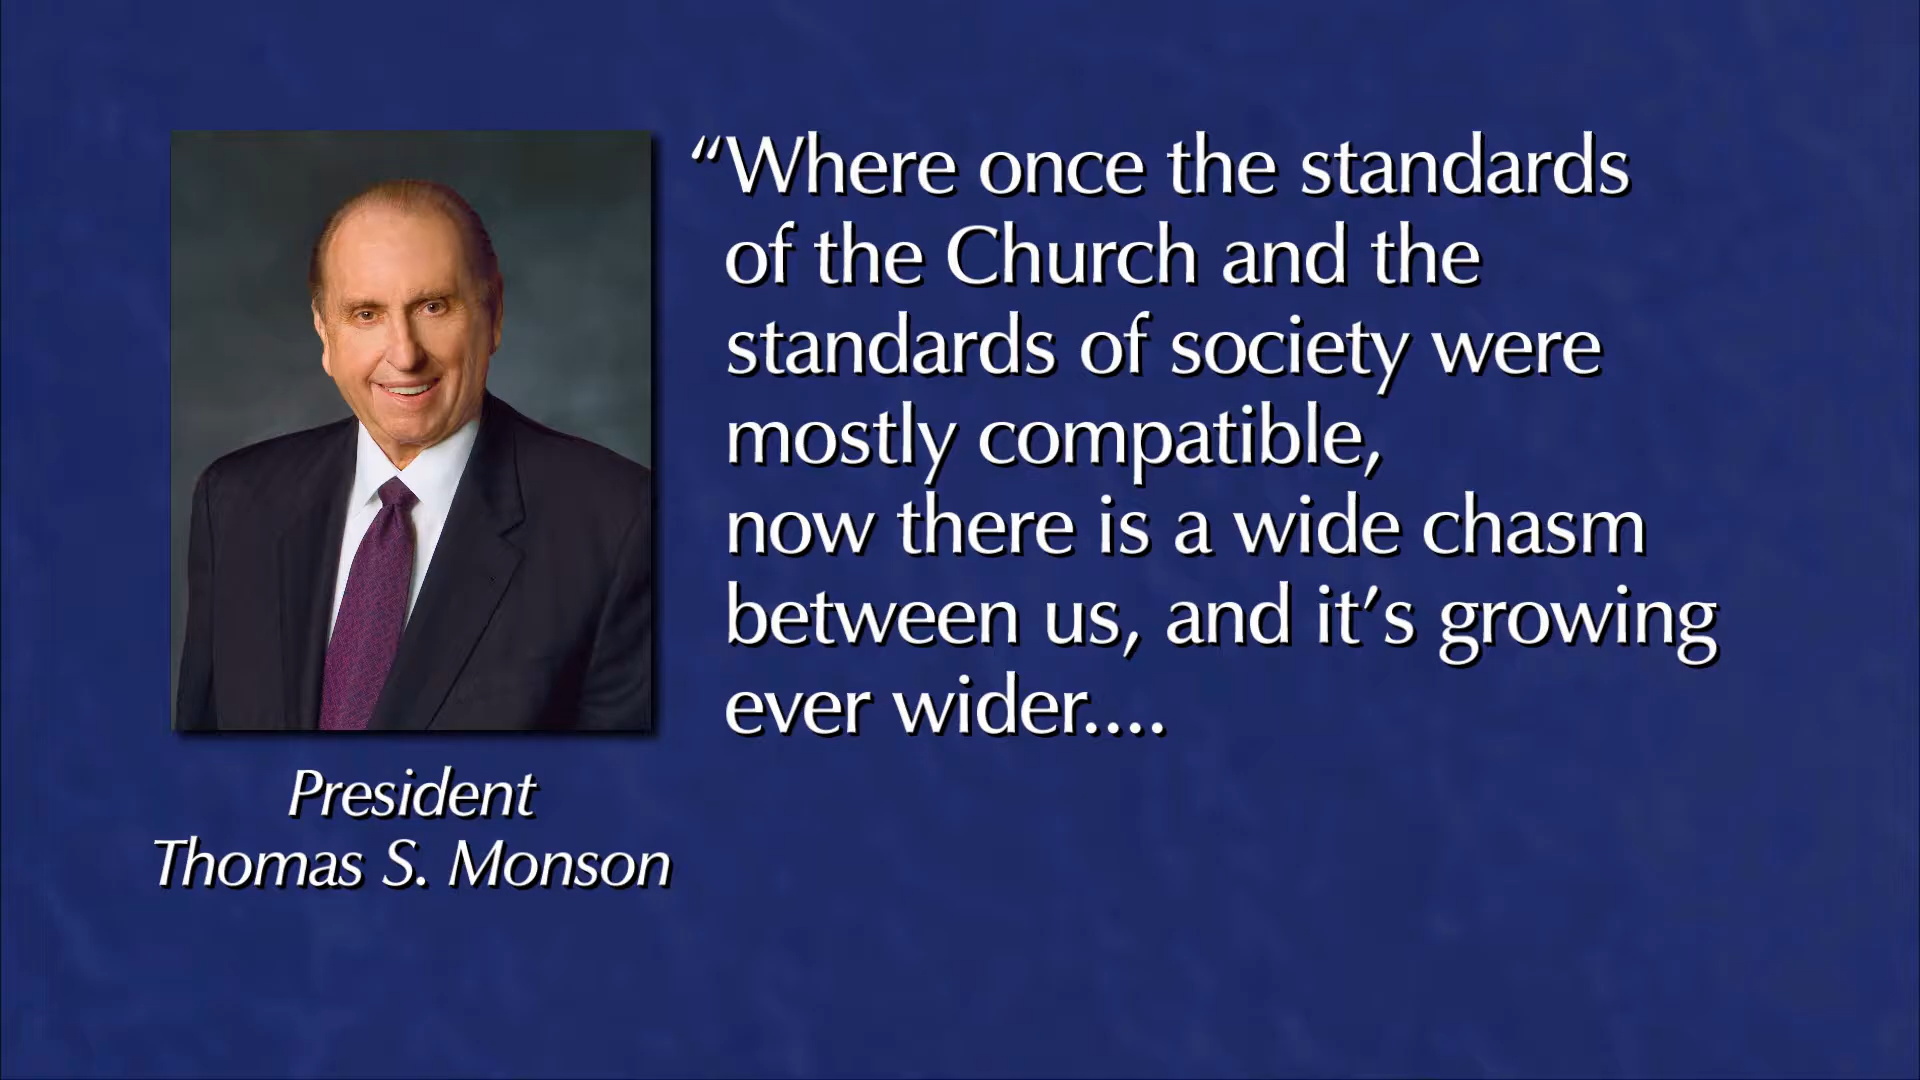 “Where once the standards
of the Church and the
standards of society were
mostly compatible,
now there is a wide chasm
between us, and it’s growing
ever wider....
President
Thomas S. Monson